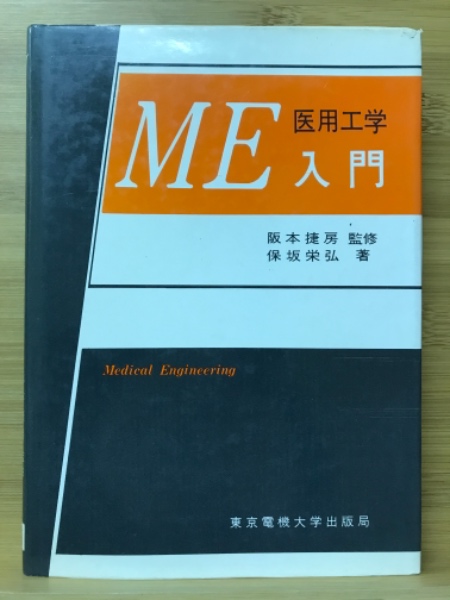 ME 医用工学
入門
阪本捷房 監修
保坂栄弘 著
Medical Engineering
東京電機大学出版局